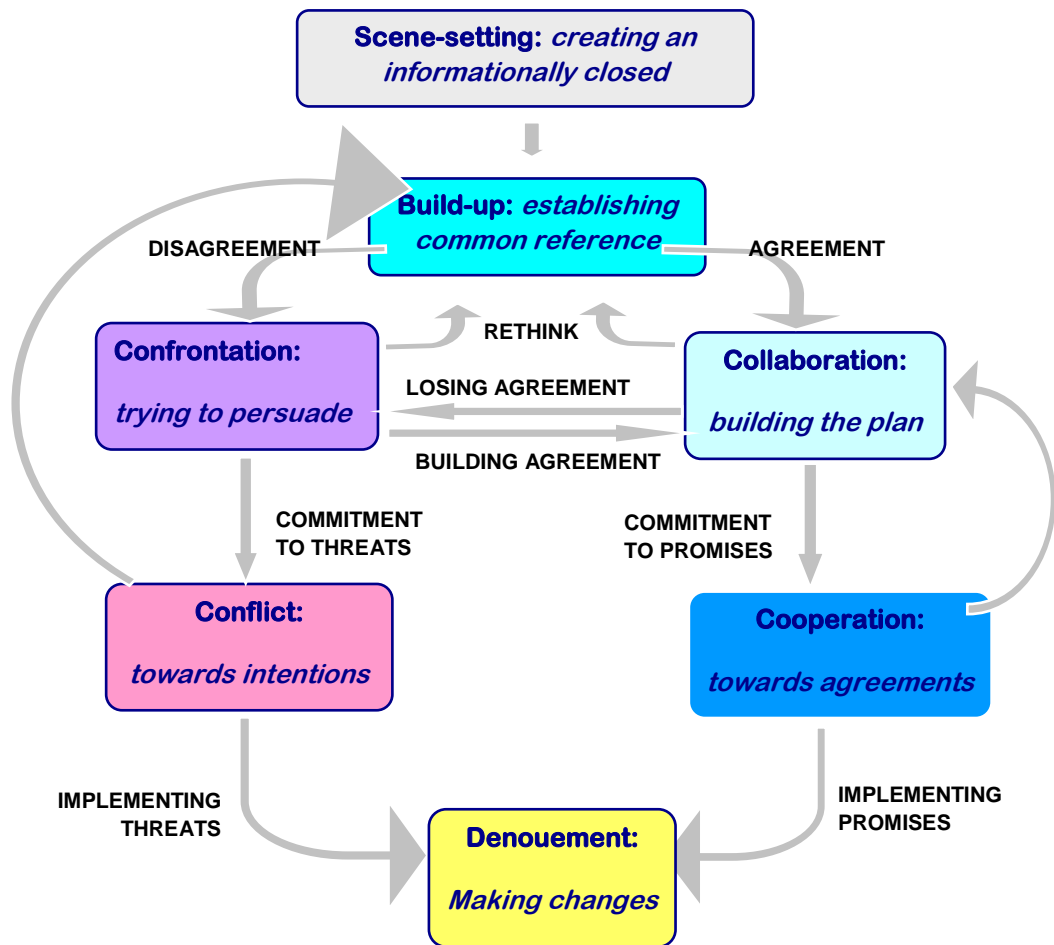 Scene-setting: creating an
informationally closed
Build-up: establishing
common reference
DISAGREEMENT
AGREEMENT
RETHINK
Confrontation:
trying to persuade
LOSING AGREEMENT
BUILDING AGREEMENT
Collaboration:
building the plan
COMMITMENT
TO THREATS
COMMITMENT
TO PROMISES
Conflict:
towards intentions
Cooperation:
towards agreements
IMPLEMENTING
THREATS
IMPLEMENTING
PROMISES
Denouement:
Making changes